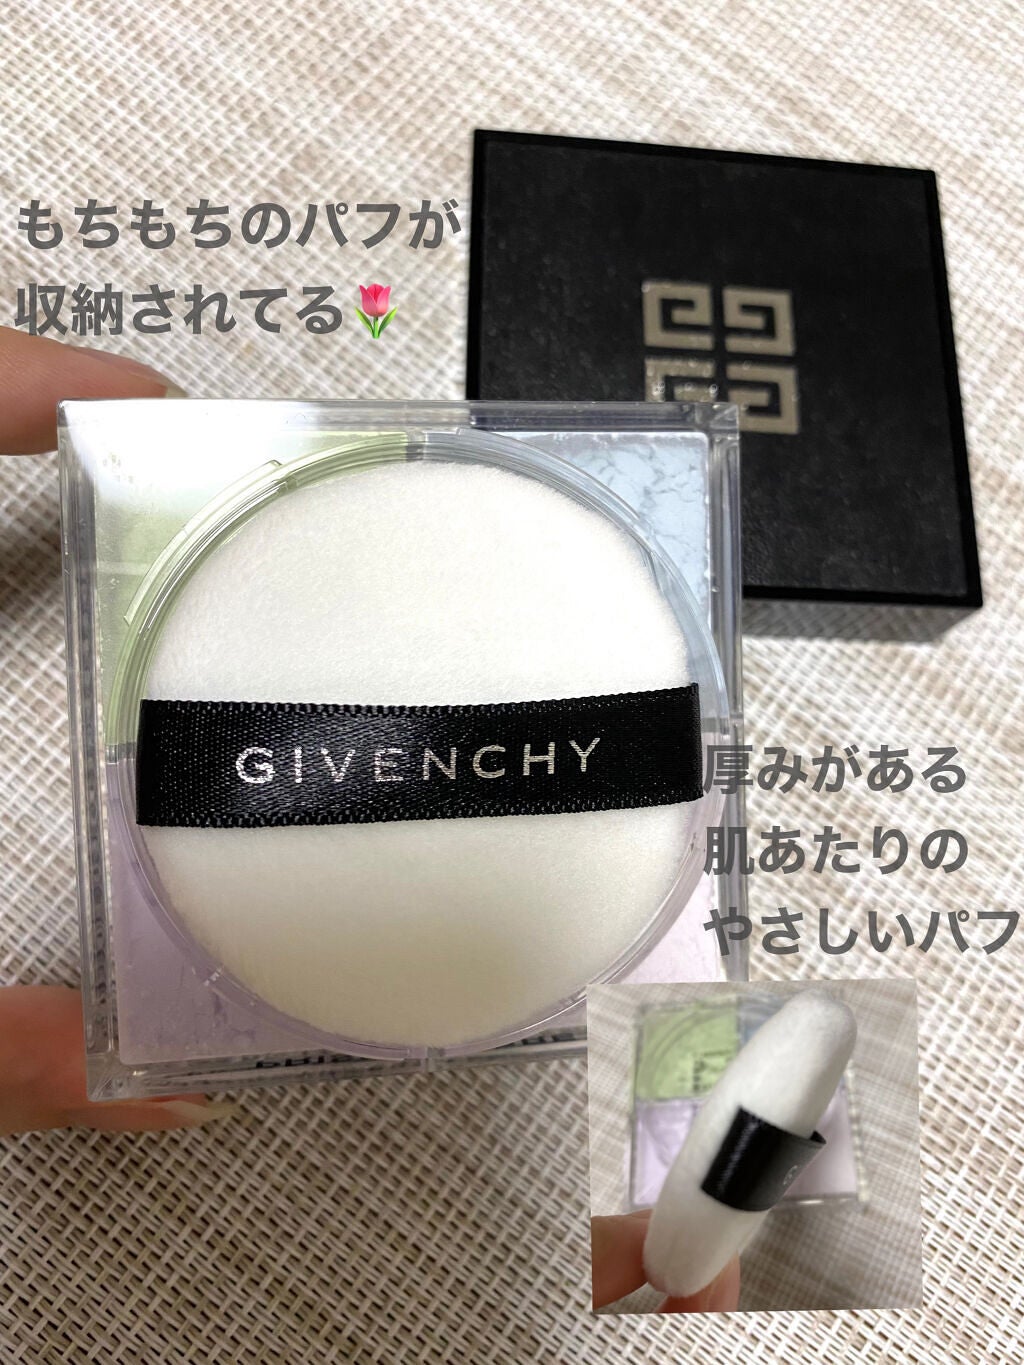 もちもちのパフが
収納されてる🌷
GIVENCHY
厚みがある
肌あたりの
やさしいパフ